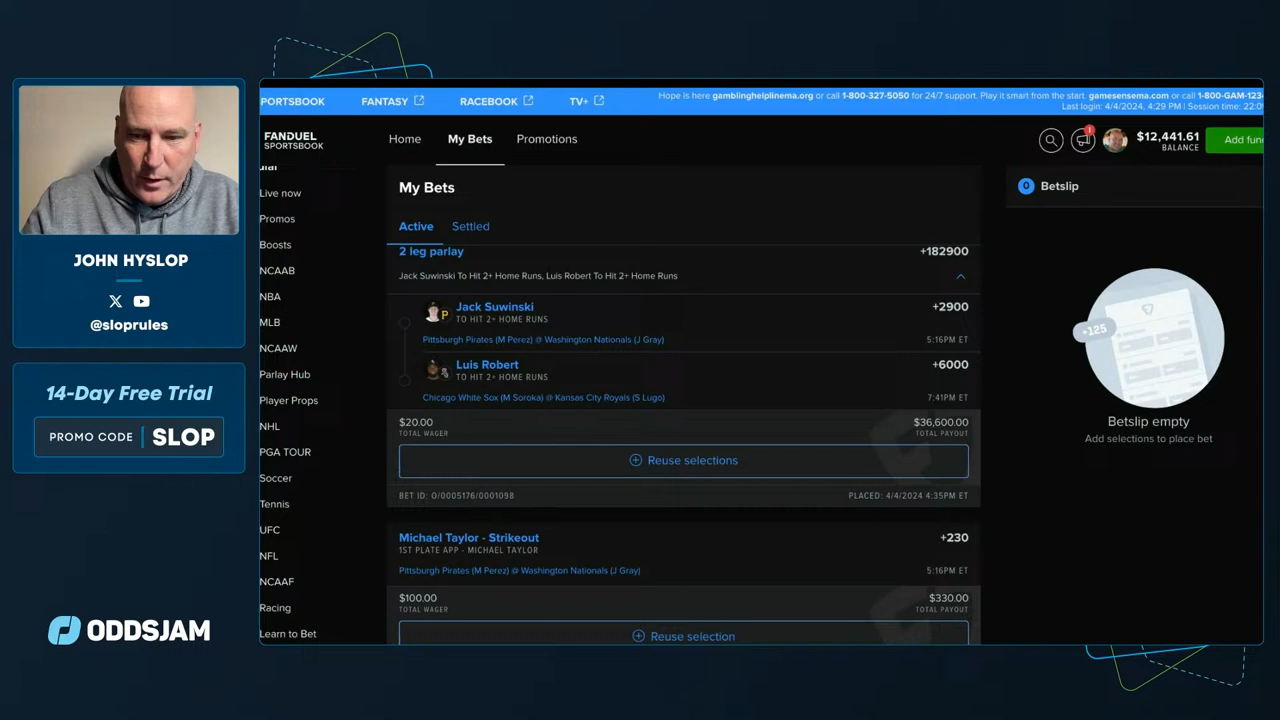 JOHN HYSLOP
@sloprules
14-Day Free Trial
PROMO CODE | SLOP
ODDSJAM
PORTSBOOK FANTASY RACEBOOK TV+
Hope is here gamblinghelplinema.org or call 1-800-327-5050 for 24/7 support. Play it smart from the start. gamesensema.com or call 1-800-GAM-123
Last login: 4/4/2024, 4:29 PM | Session time: 22:0
FANDUEL
SPORTSBOOK
Home My Bets Promotions
1
$12,441.61
BALANCE
Add fun
Live now
Promos
Boosts
NCAAB
NBA
MLB
NCAAW
Parlay Hub
Player Props
NHL
PGA TOUR
Soccer
Tennis
UFC
NFL
NCAAF
Racing
Learn to Bet
My Bets
Active Settled
2 leg parlay +182900
Jack Suwinski To Hit 2+ Home Runs, Luis Robert To Hit 2+ Home Runs
P
Jack Suwinski +2900
TO HIT 2+ HOME RUNS
Pittsburgh Pirates (M Perez) @ Washington Nationals (J Gray) 5:16PM ET
Luis Robert +6000
TO HIT 2+ HOME RUNS
Chicago White Sox (M Soroka) @ Kansas City Royals (S Lugo) 7:41PM ET
$20.00 $36,600.00
TOTAL WAGER TOTAL PAYOUT
Reuse selections
BET ID: O/0005176/0001098 PLACED: 4/4/2024 4:35PM ET
Michael Taylor - Strikeout +230
1ST PLATE APP - MICHAEL TAYLOR
Pittsburgh Pirates (M Perez) @ Washington Nationals (J Gray) 5:16PM ET
$100.00 $330.00
TOTAL WAGER TOTAL PAYOUT
Reuse selection
0 Betslip
+125
Betslip empty
Add selections to place bet